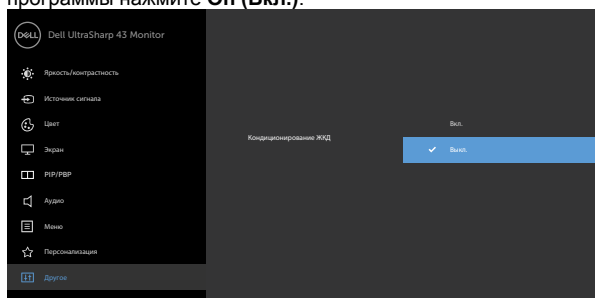 программы нажмите On (Вкл.).
DELL
Dell UltraSharp 43 Monitor
Яркость/контрастность
Источник сигнала
Цвет
Экран
PIP/PBP
Аудио
Меню
Персонализация
Другое
Кондиционирование ЖКД
Вкл.
Выкл.